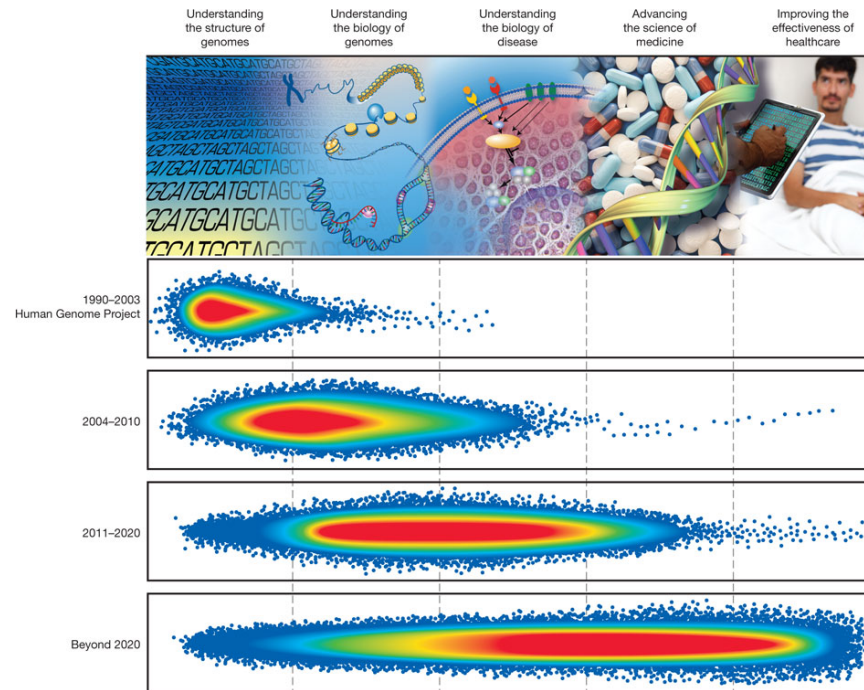 Understanding
the structure of
genomes
Understanding
the biology of
genomes
Understanding
the biology of
disease
Advancing
the science of
medicine
Improving the
effectiveness of
healthcare
1990–2003
Human Genome Project
2004–2010
2011–2020
Beyond 2020